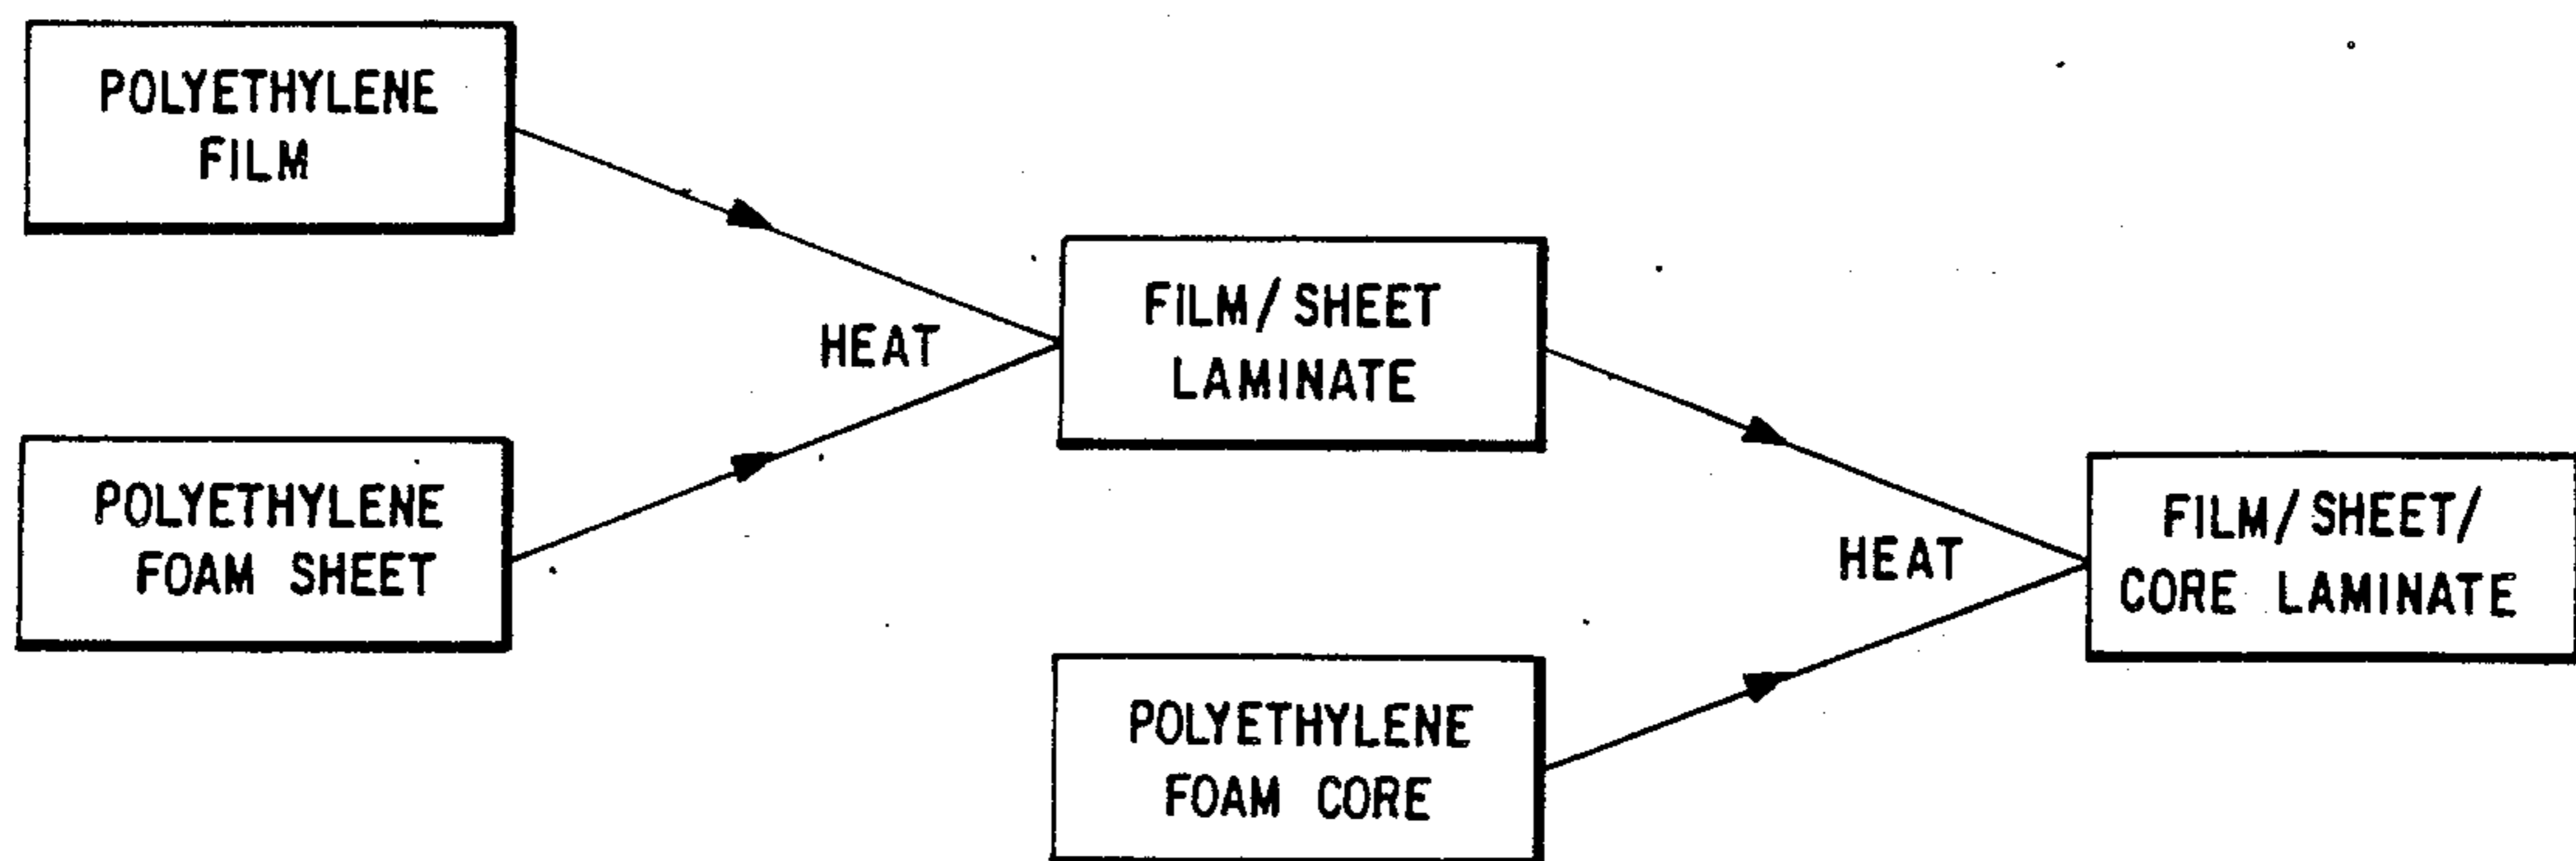 POLYETHYLENE
FILM
POLYETHYLENE
FOAM SHEET
HEAT
FILM/SHEET
LAMINATE
POLYETHYLENE
FOAM CORE
HEAT
FILM/SHEET/
CORE LAMINATE